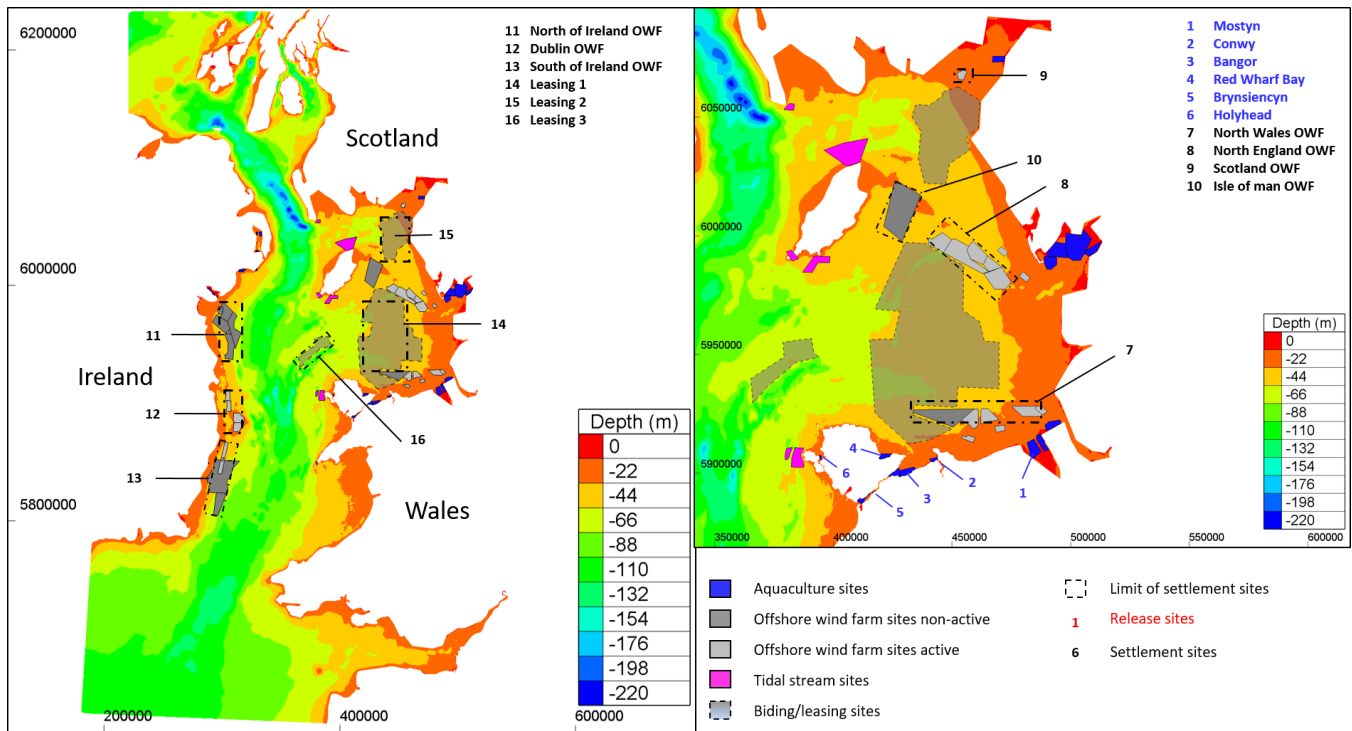 6200000
6000000
5800000
200000
400000
600000
11 North of Ireland OWF
12 Dublin OWF
13 South of Ireland OWF
14 Leasing 1
15 Leasing 2
16 Leasing 3
Scotland
Ireland
Wales
15
14
11
12
13
16
Depth (m)
0
-22
-44
-66
-88
-110
-132
-154
-176
-198
-220
6050000
6000000
5950000
5900000
350000
400000
450000
500000
550000
600000
1 Mostyn
2 Conwy
3 Bangor
4 Red Wharf Bay
5 Brynsiencyn
6 Holyhead
7 North Wales OWF
8 North England OWF
9 Scotland OWF
10 Isle of man OWF
9
10
8
7
4
6
5
3
2
1
Depth (m)
0
-22
-44
-66
-88
-110
-132
-154
-176
-198
-220
Aquaculture sites
Offshore wind farm sites non-active
Offshore wind farm sites active
Tidal stream sites
Biding/leasing sites
Limit of settlement sites
1 Release sites
6 Settlement sites